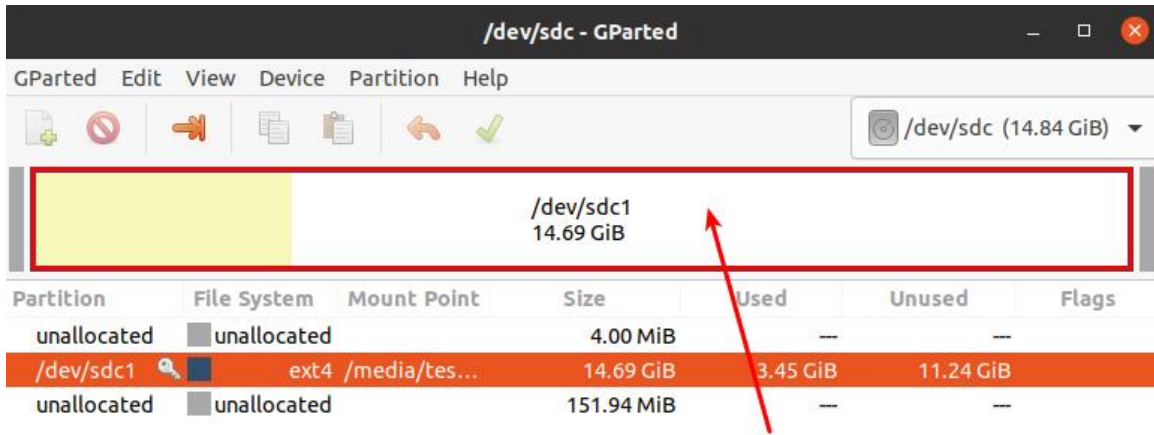 /dev/sdc - GParted
GParted Edit View Device Partition Help
/dev/sdc (14.84 GiB)
/dev/sdc1
14.69 GiB
Partition File System Mount Point Size Used Unused Flags
unallocated unallocated 4.00 MiB --- ---
/dev/sdc1 ext4 /media/tes... 14.69 GiB 3.45 GiB 11.24 GiB
unallocated unallocated 151.94 MiB --- ---